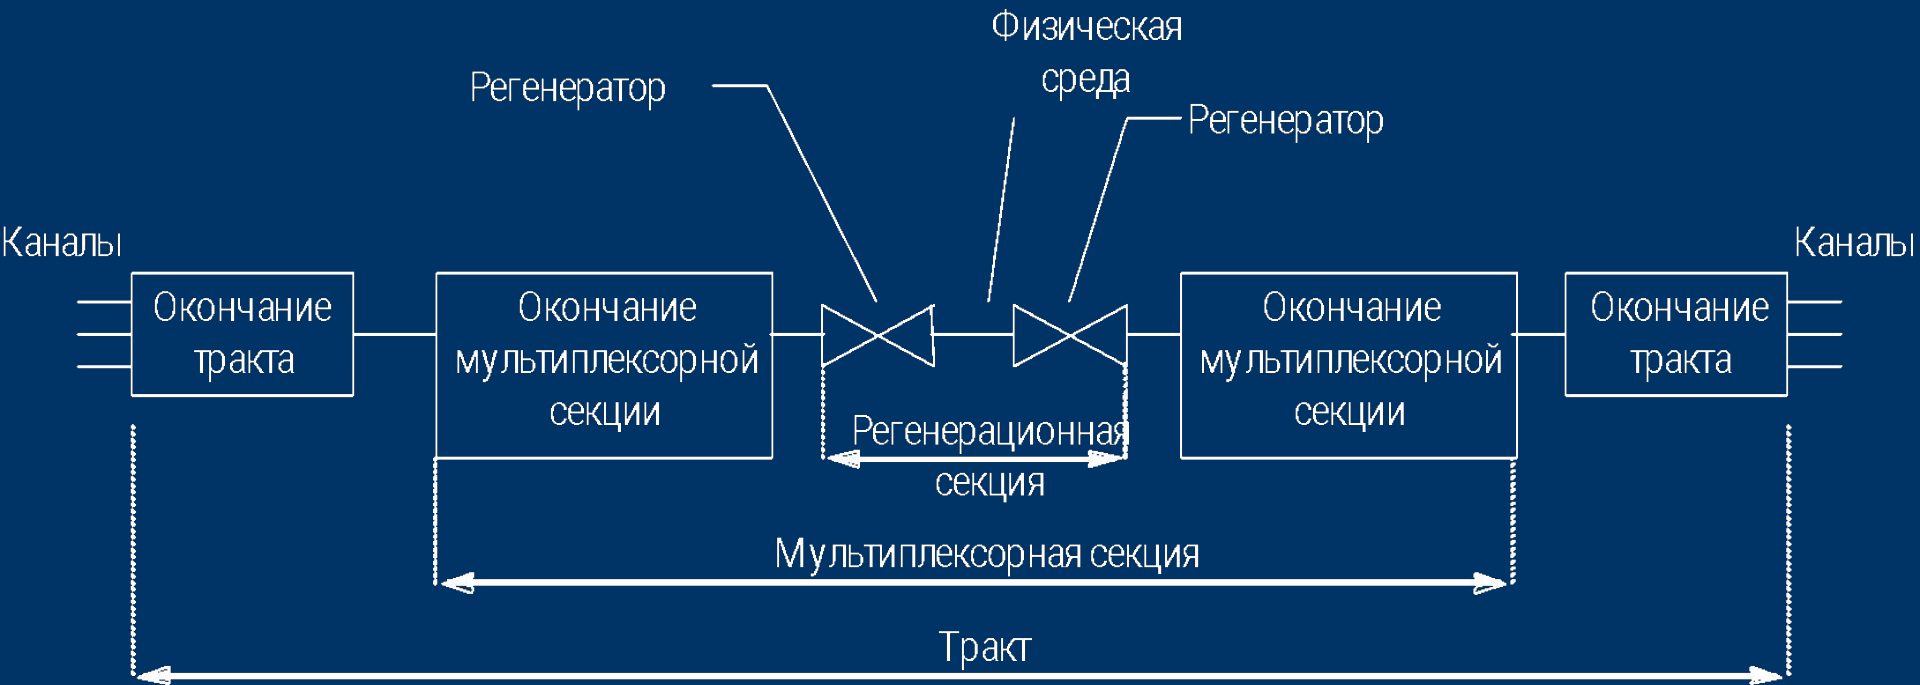 Физическая
среда
Регенератор
Регенератор
Каналы
Каналы
Окончание
тракта
Окончание
мультиплексорной
секции
Окончание
мультиплексорной
секции
Окончание
тракта
Регенерационная
секция
Мультиплексорная секция
Тракт